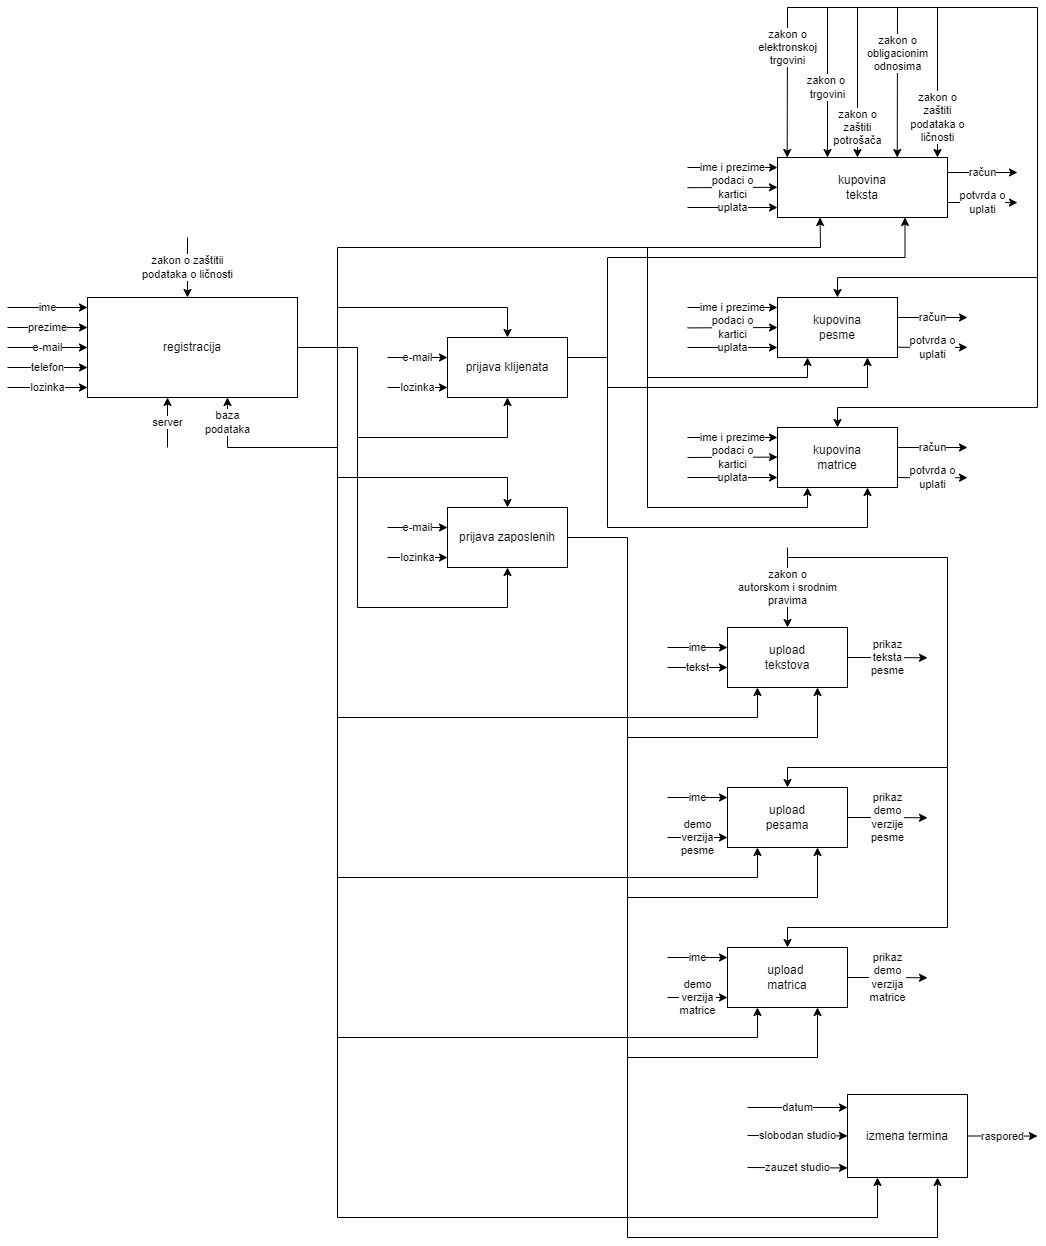 zakon o
elektronskoj
trgovini
zakon o
trgovini
zakon o
zaštiti
potrošača
zakon o
obligacionim
odnosima
zakon o
zaštiti
podataka o
ličnosti
ime i prezime
podaci o
kartici
uplata
kupovina
teksta
račun
potvrda o
uplati
zakon o zaštitii
podataka o ličnosti
ime
prezime
e-mail
telefon
lozinka
registracija
server
baza
podataka
e-mail
lozinka
prijava klijenata
ime i prezime
podaci o
kartici
uplata
kupovina
pesme
račun
potvrda o
uplati
ime i prezime
podaci o
kartici
uplata
kupovina
matrice
račun
potvrda o
uplati
e-mail
lozinka
prijava zaposlenih
zakon o
autorskom i srodnim
pravima
ime
tekst
upload
tekstova
prikaz
teksta
pesme
ime
demo
verzija
pesme
upload
pesama
prikaz
demo
verzije
pesme
ime
demo
verzija
matrice
upload
matrica
prikaz
demo
verzija
matrice
datum
slobodan studio
zauzet studio
izmena termina
raspored